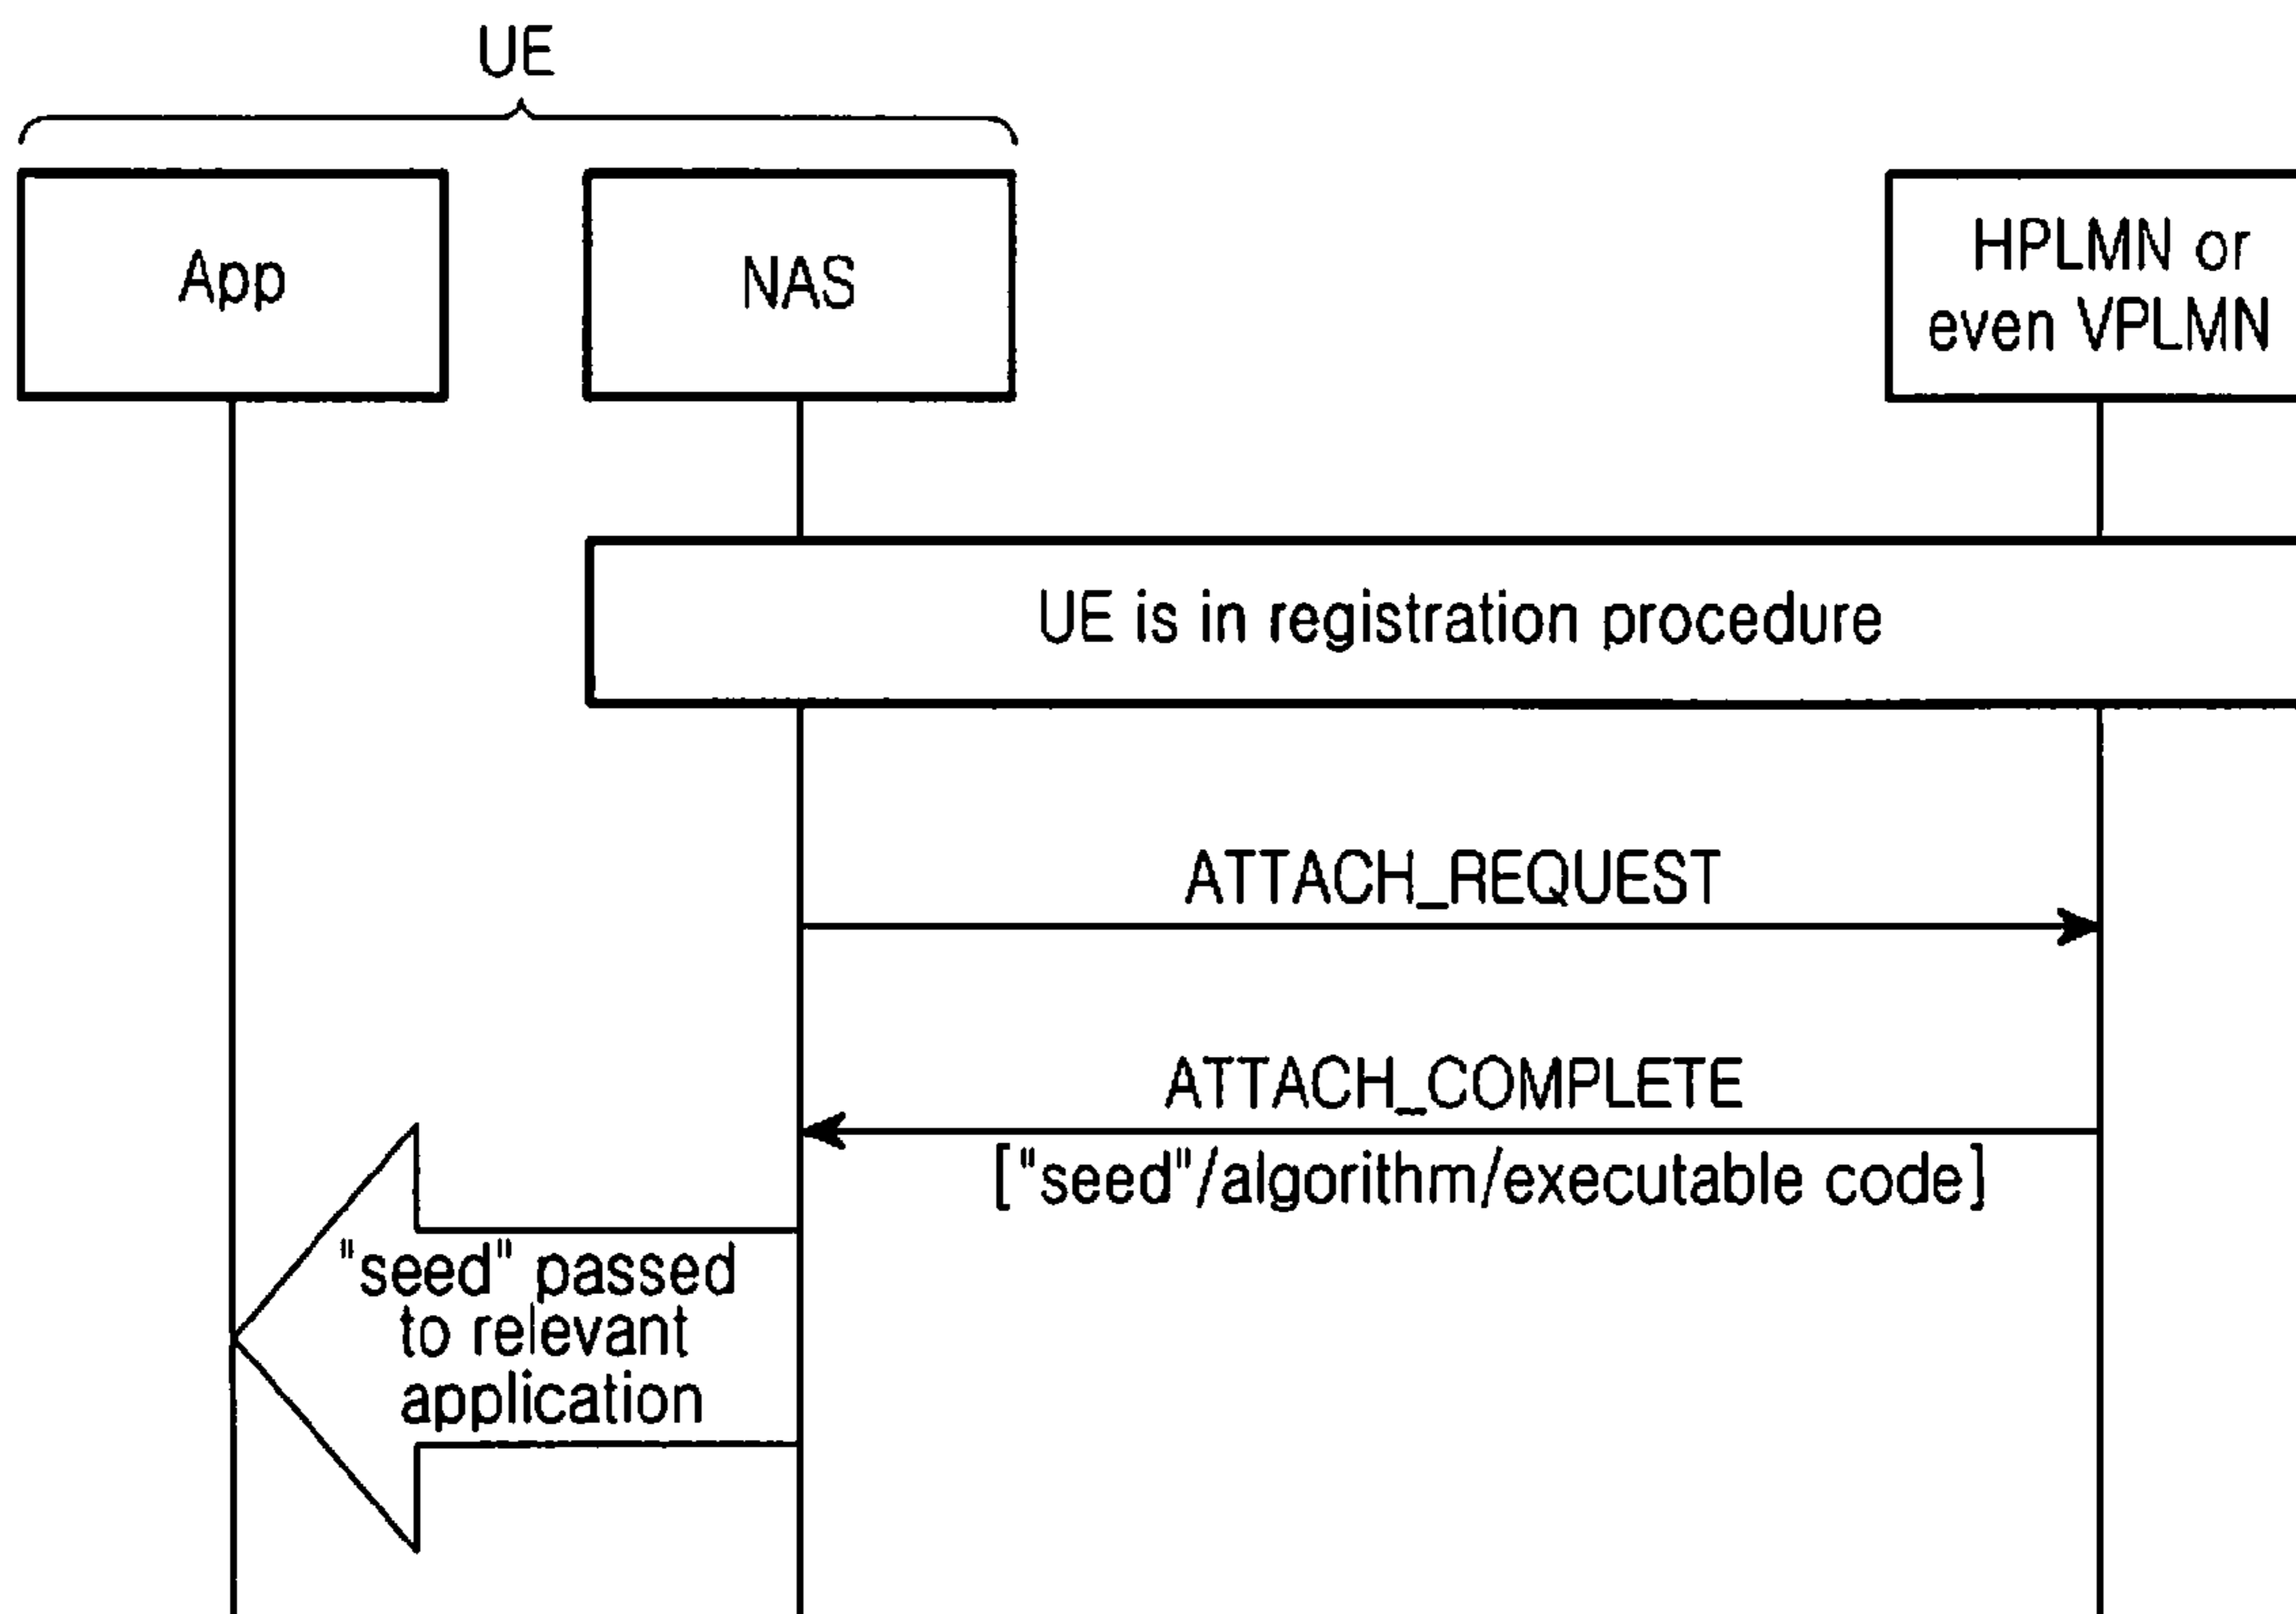 UE
App
NAS
HPLMN or
even VPLMN
UE is in registration procedure
ATTACH_REQUEST
ATTACH_COMPLETE
["seed"/algorithm/executable code]
"seed" passed
to relevant
application